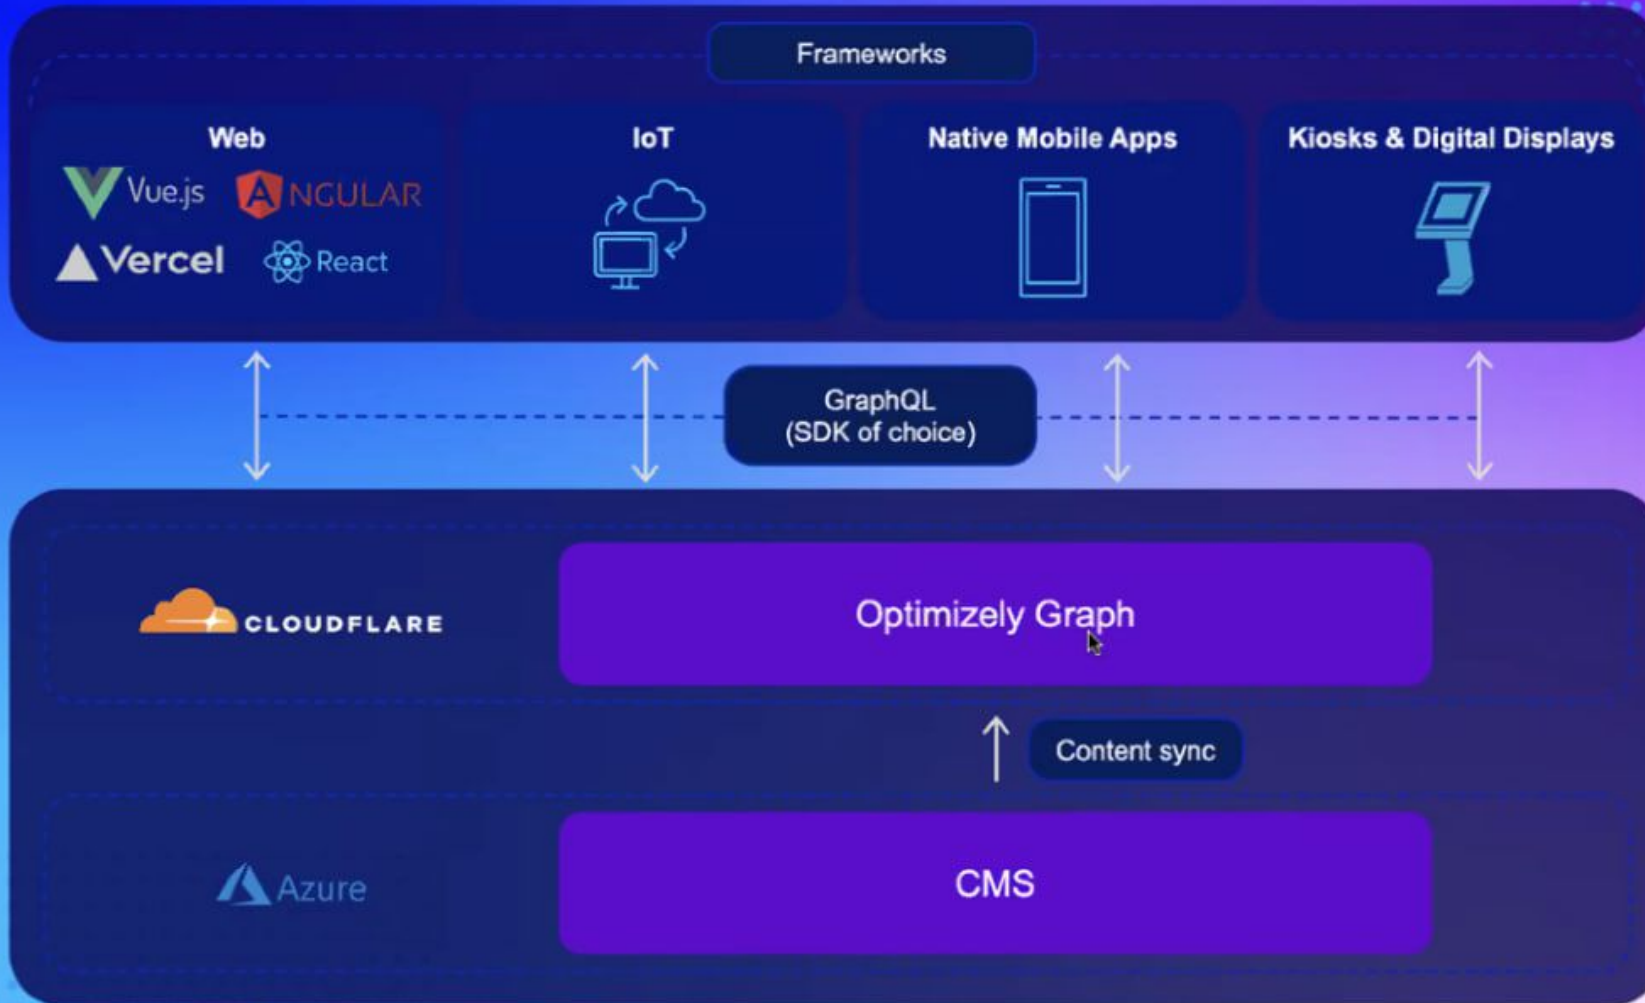 Frameworks
Web
IoT
Native Mobile Apps
Kiosks & Digital Displays
Vue.js
ANGULAR
Vercel
React
GraphQL
(SDK of choice)
CLOUDFLARE
Optimizely Graph
Content sync
Azure
CMS